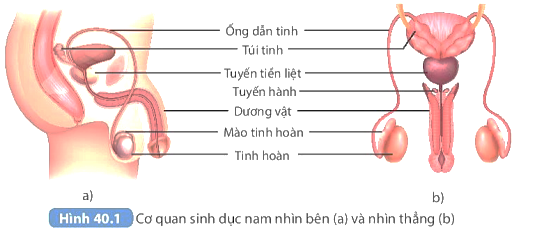 Ống dẫn tinh
Túi tinh
Tuyến tiền liệt
Tuyến hành
Dương vật
Mào tinh hoàn
Tinh hoàn
a)
b)
Hình 40.1 Cơ quan sinh dục nam nhìn bên (a) và nhìn thẳng (b)